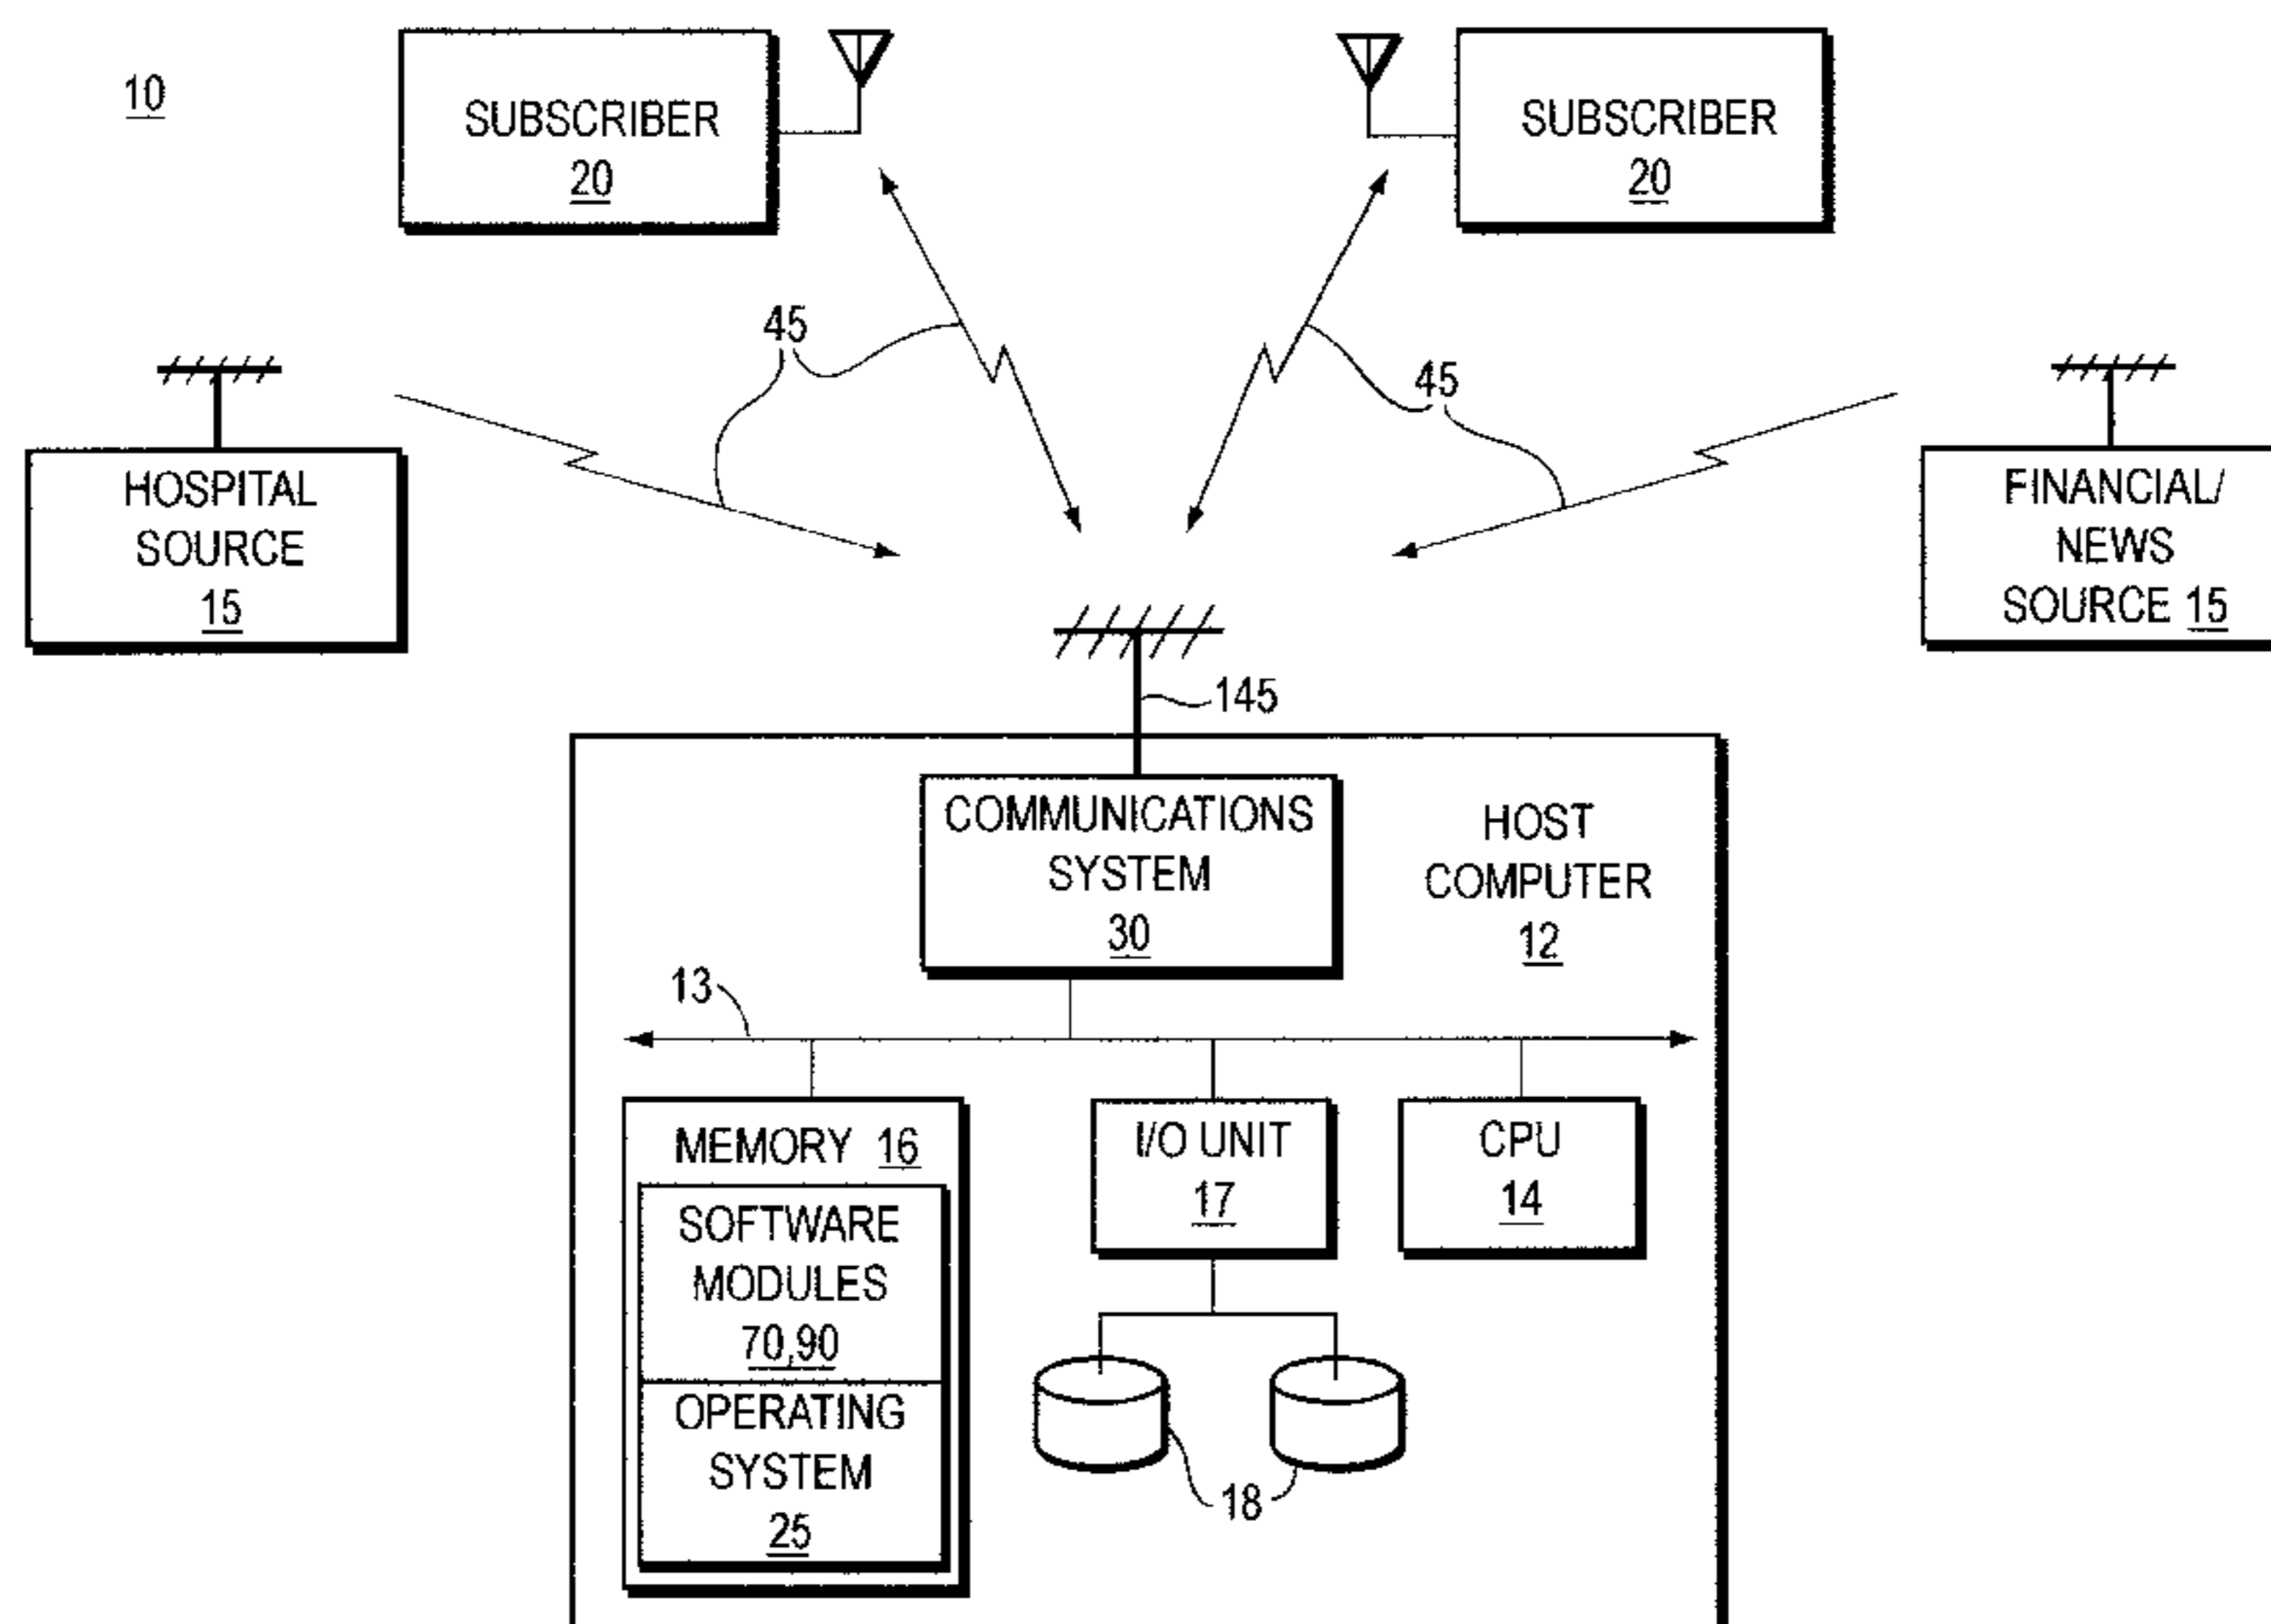 10
SUBSCRIBER
20
SUBSCRIBER
20
45
45
HOSPITAL
SOURCE
15
FINANCIAL/
NEWS
SOURCE 15
145
COMMUNICATIONS
SYSTEM
30
HOST
COMPUTER
12
13
MEMORY 16
SOFTWARE
MODULES
70,90
OPERATING
SYSTEM
25
I/O UNIT
17
CPU
14
18